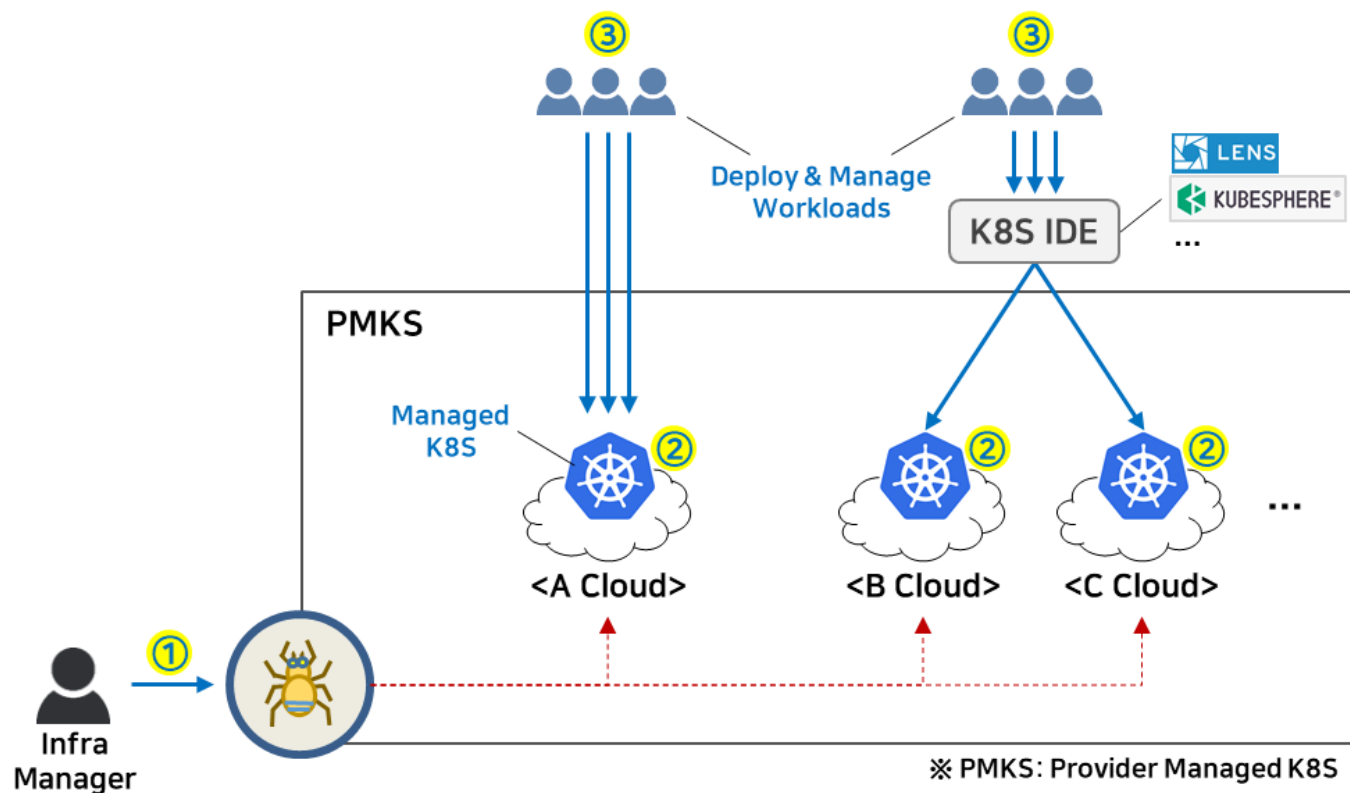 ③
③
LENS
KUBESPHERE®
...
Deploy & Manage
Workloads
K8S IDE
PMKS
Managed
K8S
②
②
②
...
<A Cloud>
<B Cloud>
<C Cloud>
①
Infra
Manager
※ PMKS: Provider Managed K8S